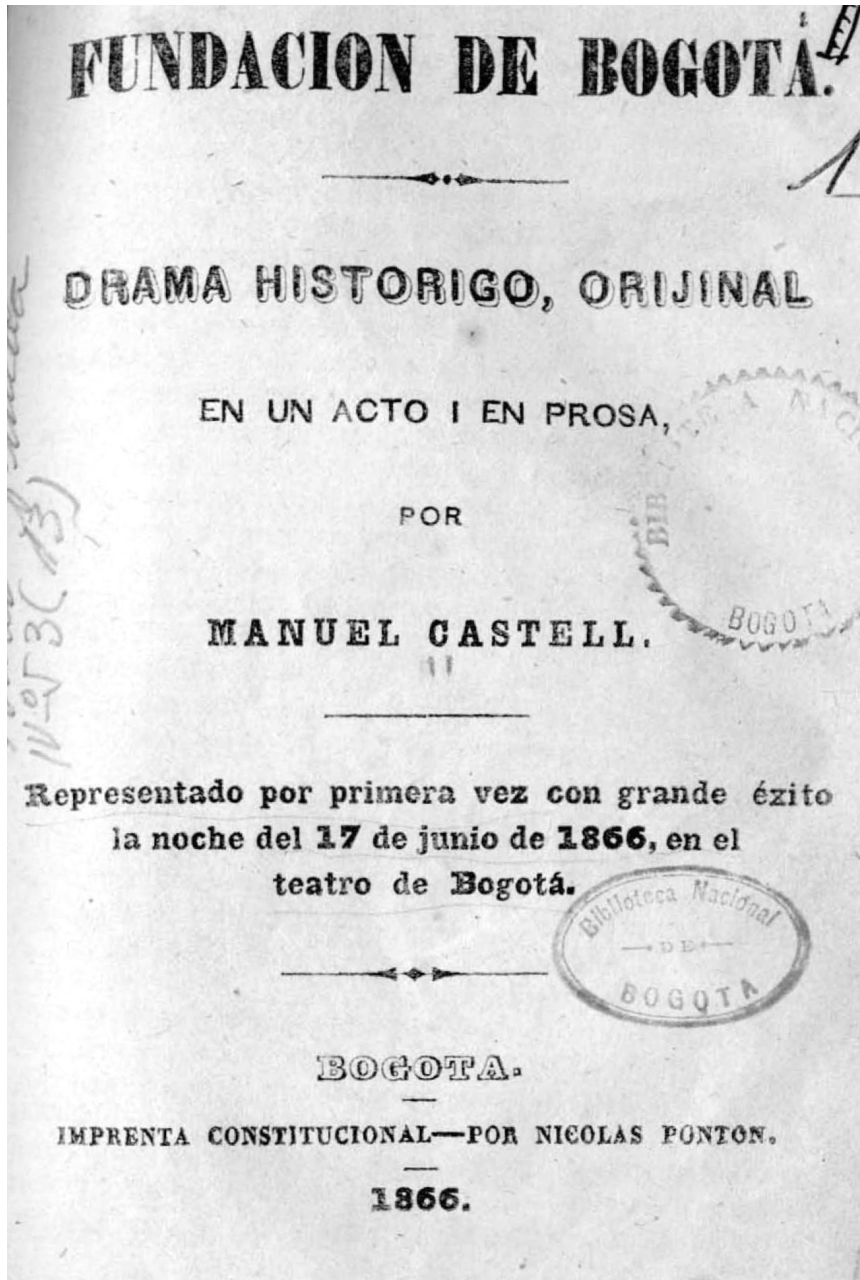 FUNDACION DE BOGOTÁ.
DRAMA HISTORIGO, ORIJINAL
EN UN ACTO I EN PROSA,
POR
MANUEL CASTELL.
Representado por primera vez con grande éxito
la noche del 17 de junio de 1866, en el
teatro de Bogotá.
Biblioteca Nacional
DE
BOGOTA
BOGOTA
BOGOTA.
IMPRENTA CONSTITUCIONAL—POR NICOLAS PONTON.
1866.